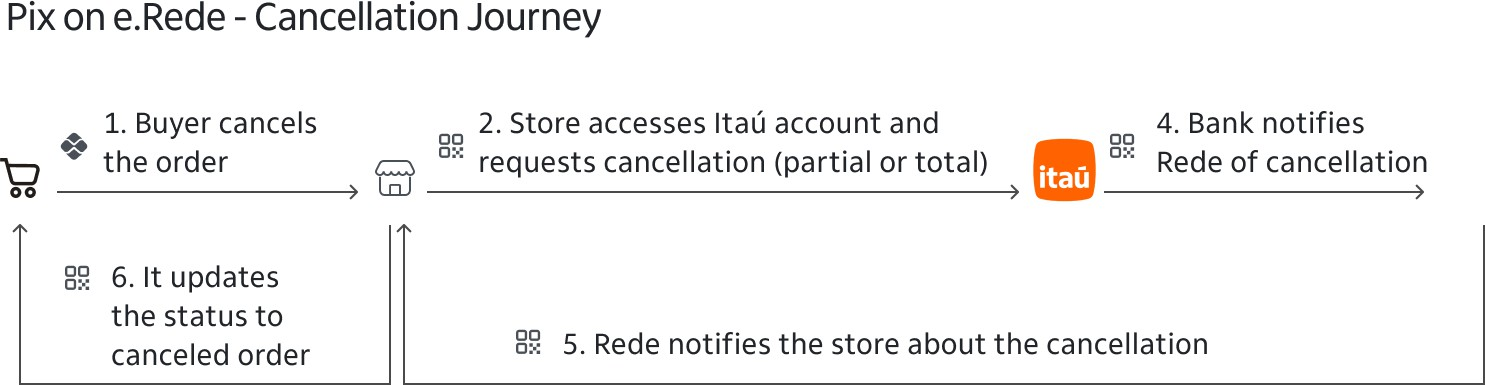 Pix on e.Rede - Cancellation Journey
1. Buyer cancels
the order
2. Store accesses Itaú account and
requests cancellation (partial or total)
itaú
4. Bank notifies
Rede of cancellation
6. It updates
the status to
canceled order
5. Rede notifies the store about the cancellation